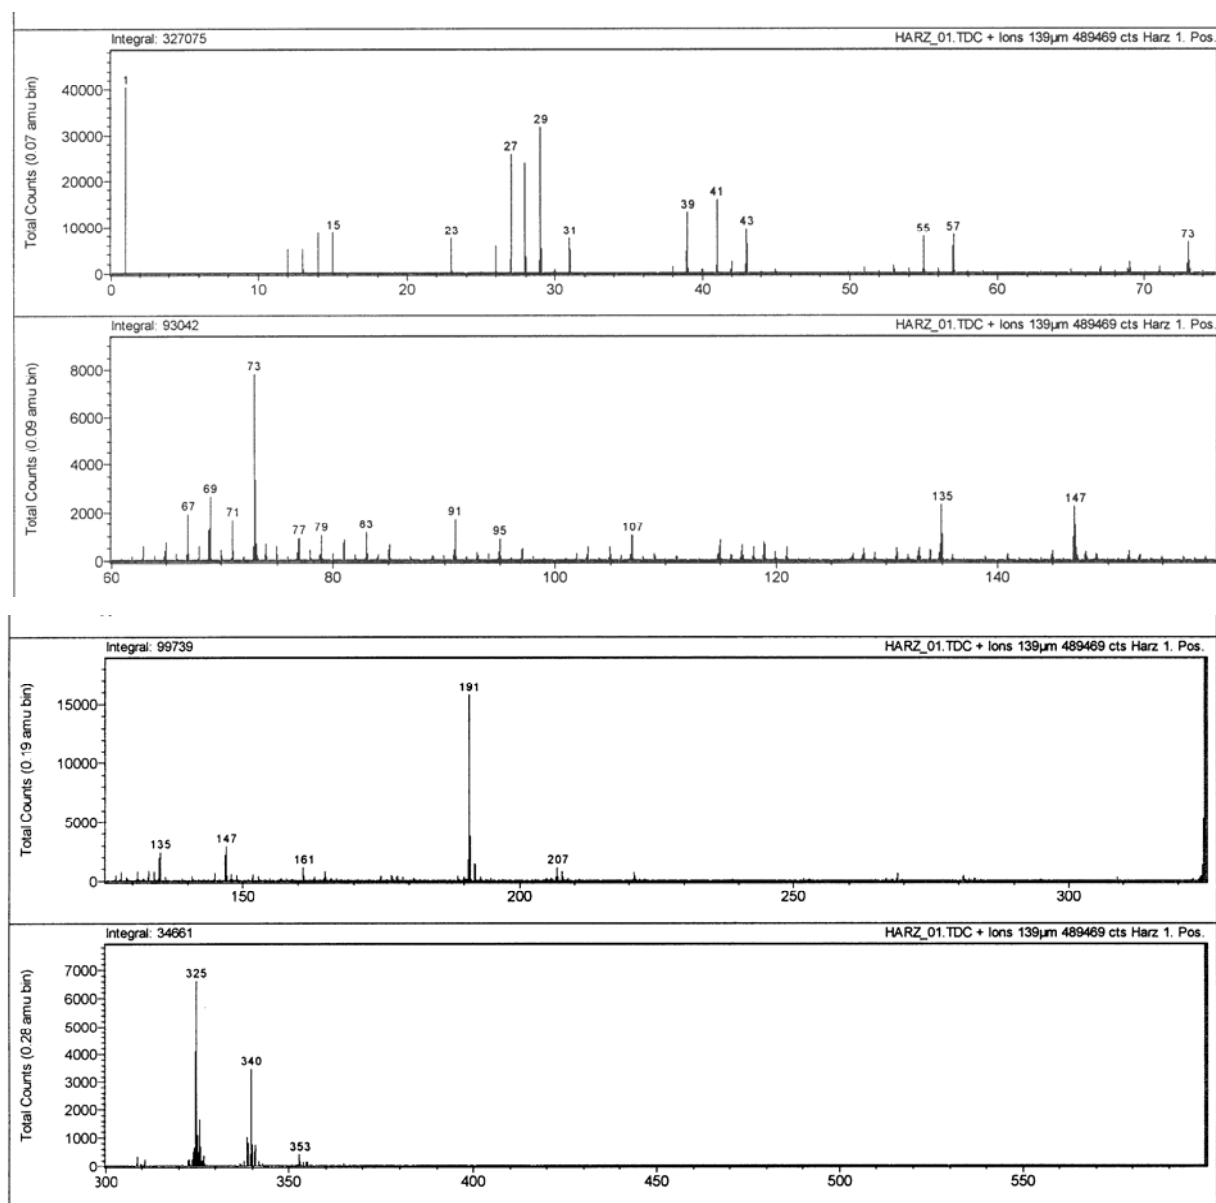 Integral: 327075 HARZ_01.TDC + Ions 139µm 489469 cts Harz 1. Pos.
Total Counts (0.07 amu bin)
40000
30000
20000
10000
0
1 15 23 27 29 31 39 41 43 55 57 73
0 10 20 30 40 50 60 70
Integral: 93042 HARZ_01.TDC + Ions 139µm 489469 cts Harz 1. Pos.
Total Counts (0.09 amu bin)
8000
6000
4000
2000
0
67 69 71 73 77 79 83 91 95 107 135 147
60 80 100 120 140
Integral: 99739 HARZ_01.TDC + Ions 139µm 489469 cts Harz 1. Pos.
Total Counts (0.19 amu bin)
15000
10000
5000
0
135 147 161 191 207
150 200 250 300
Integral: 34661 HARZ_01.TDC + Ions 139µm 489469 cts Harz 1. Pos.
Total Counts (0.28 amu bin)
7000
6000
5000
4000
3000
2000
1000
0
325 340 353
300 350 400 450 500 550